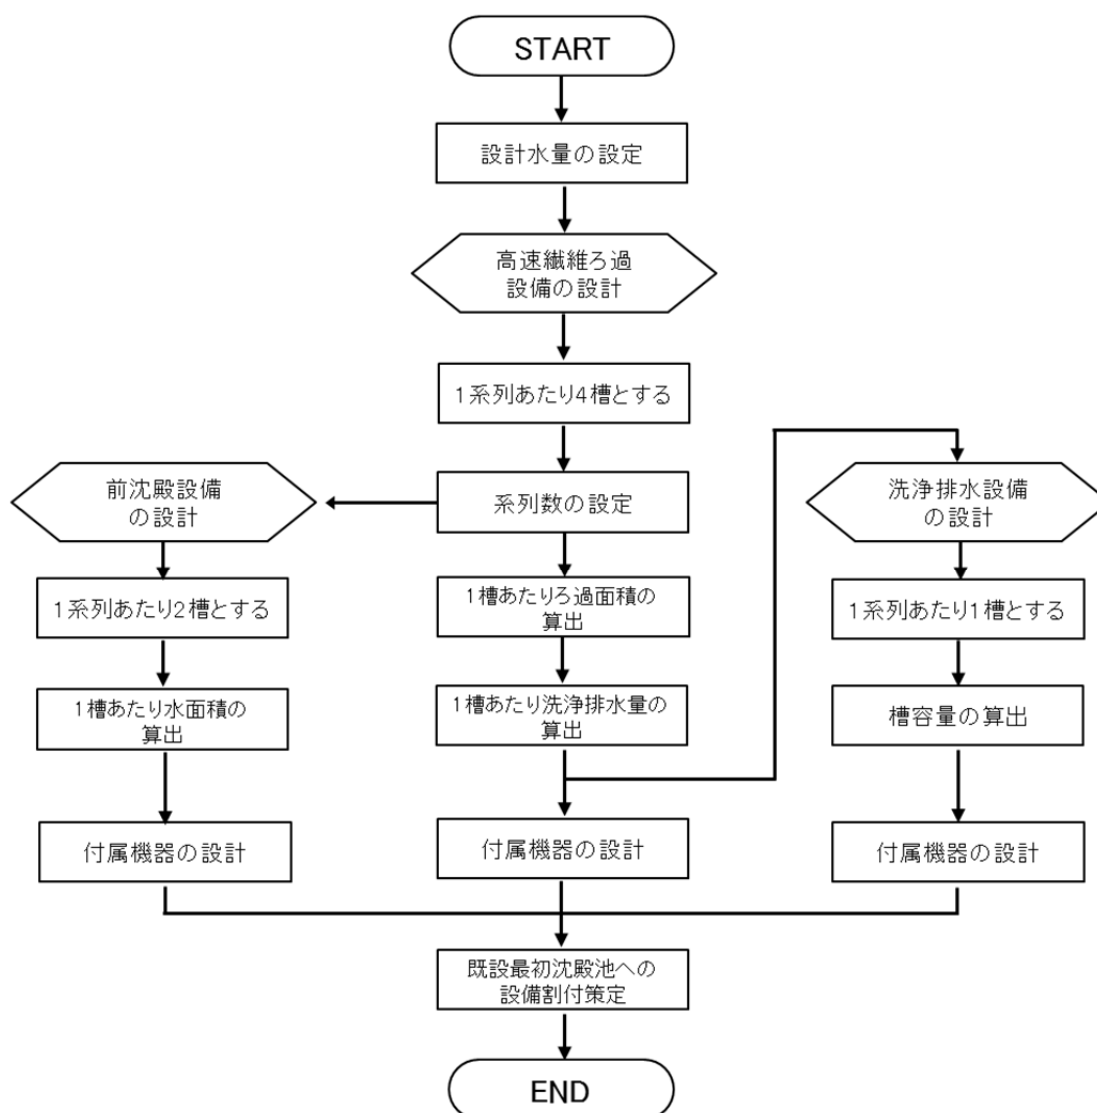 START
設計水量の設定
高速繊維ろ過
設備の設計
1系列あたり4槽とする
系列数の設定
1槽あたりろ過面積の
算出
1槽あたり洗浄排水量の
算出
付属機器の設計
前沈殿設備
の設計
1系列あたり2槽とする
1槽あたり水面積の
算出
付属機器の設計
洗浄排水設備
の設計
1系列あたり1槽とする
槽容量の算出
付属機器の設計
既設最初沈殿池への
設備割付策定
END